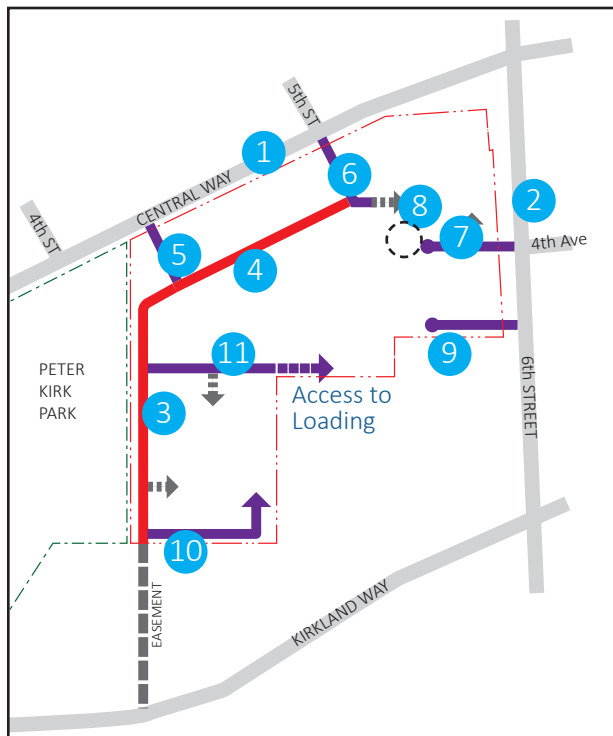 5th ST
1
CENTRAL WAY
6
2
4th ST
8
7
4th Ave
5
4
9
11
PETER
KIRK
PARK
3
Access to
Loading
6th STREET
10
EASEMENT
KIRKLAND WAY